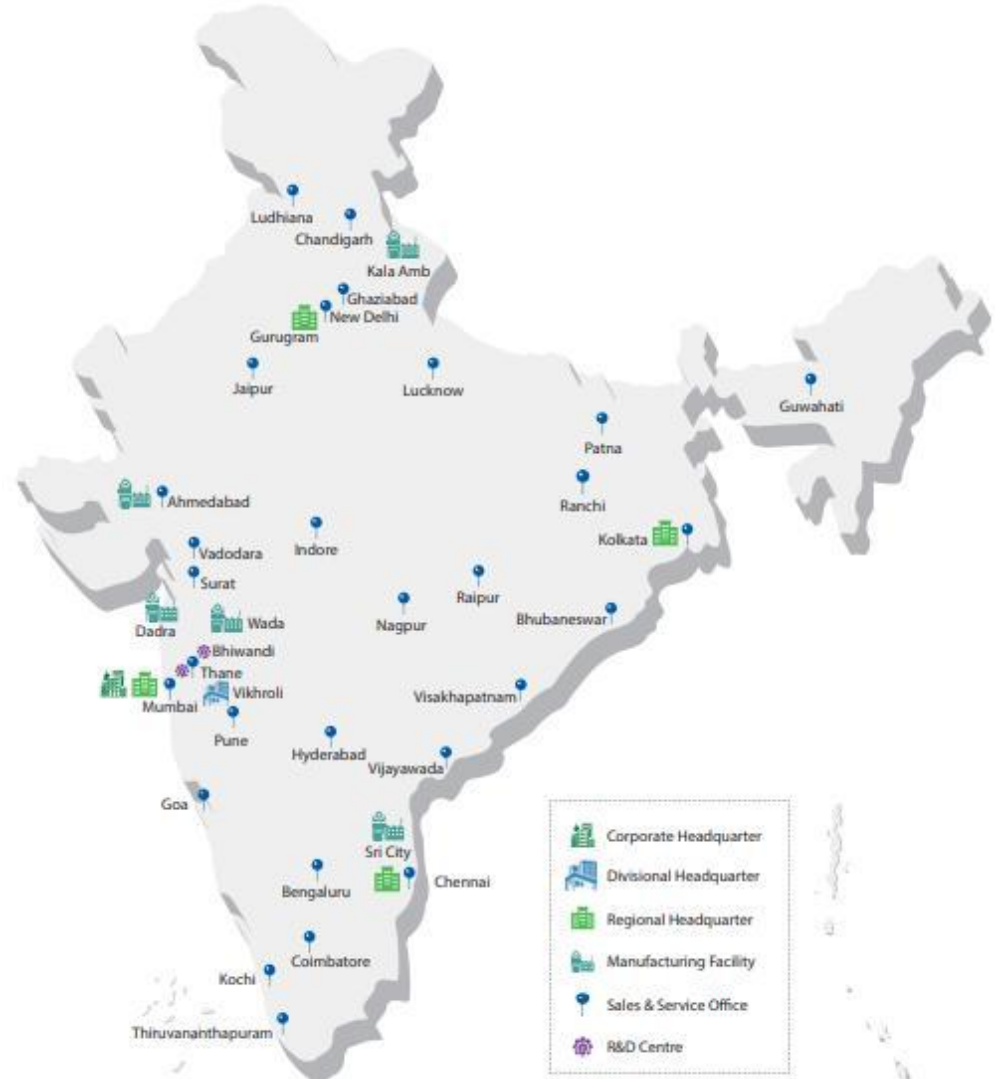 Ludhiana
Chandigarh
Kala Amb
Ghaziabad
New Delhi
Gurugram
Jaipur
Lucknow
Guwahati
Patna
Ranchi
Ahmedabad
Kolkata
Indore
Vadodara
Surat
Raipur
Nagpur
Bhubaneswar
Dadra
Wada
Bhiwandi
Thane
Vikhroli
Mumbai
Visakhapatnam
Pune
Hyderabad
Vijayawada
Goa
Sri City
Chennai
Bengaluru
Coimbatore
Kochi
Thiruvananthapuram
Corporate Headquarter
Divisional Headquarter
Regional Headquarter
Manufacturing Facility
Sales & Service Office
R&D Centre